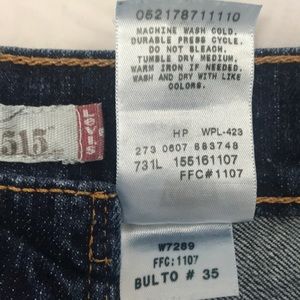 052178711110
MACHINE WASH COLD.
DURABLE PRESS CYCLE.
DO NOT BLEACH.
TUMBLE DRY MEDIUM.
WARM IRON IF NEEDED.
WASH AND DRY WITH LIKE
COLORS.
HP WPL-423
273 0607 883748
731L 155161107
FFC#1107
515
LEVI'S
W7289
FFC:1107
BULTO # 35